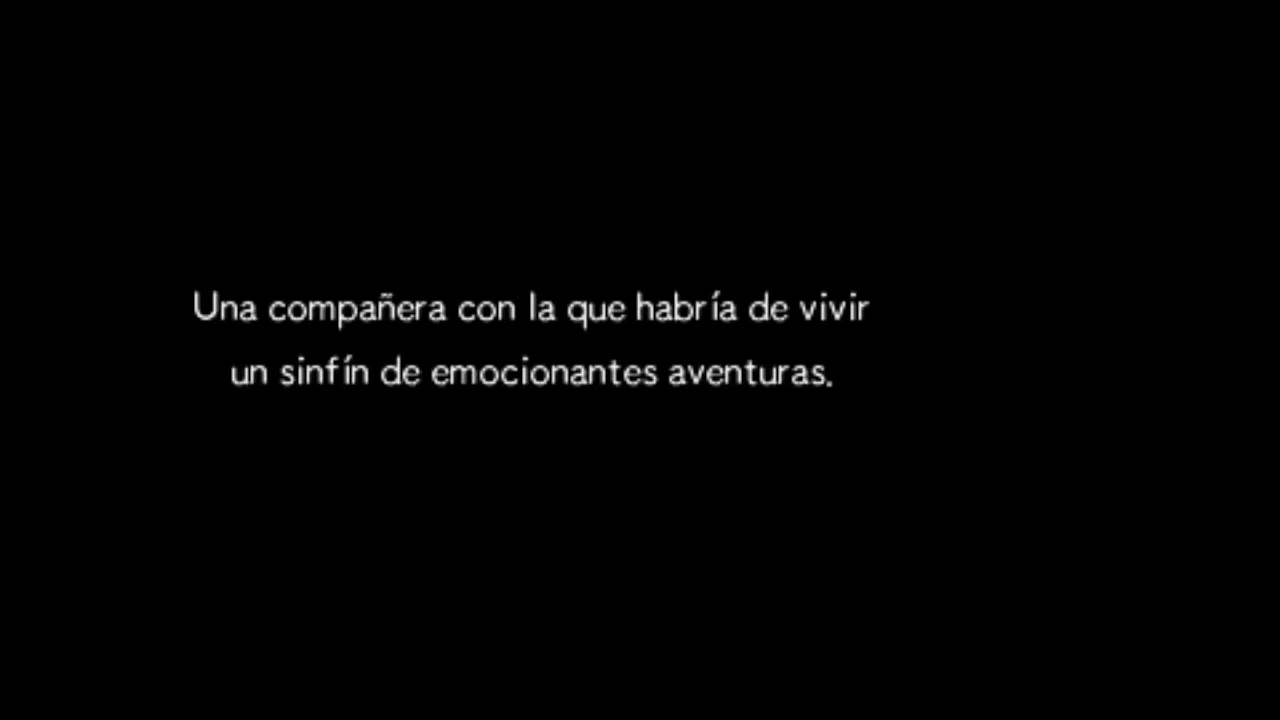 Una compañera con la que habría de vivir
un sinfín de emocionantes aventuras.